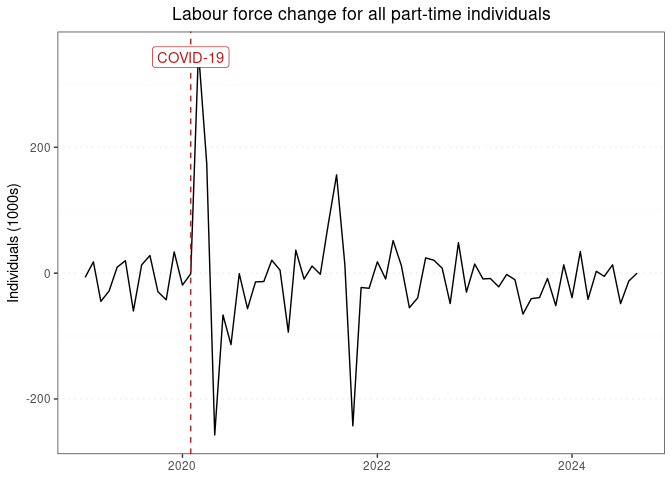 Labour force change for all part-time individuals
COVID-19
200
0
-200
Individuals (1000s)
2020
2022
2024